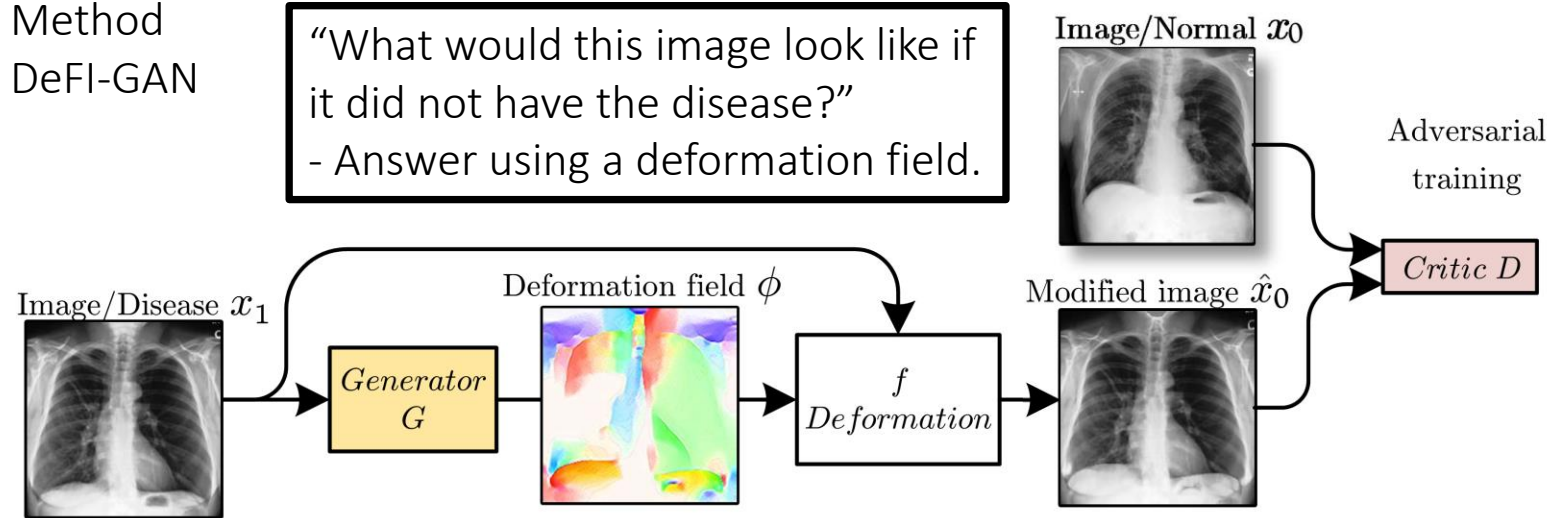 Method
DeFI-GAN
“What would this image look like if
it did not have the disease?”
- Answer using a deformation field.
Image/Normal x₀
Adversarial
training
Critic D
Image/Disease x₁
Generator
G
Deformation field ϕ
f
Deformation
Modified image x̂₀